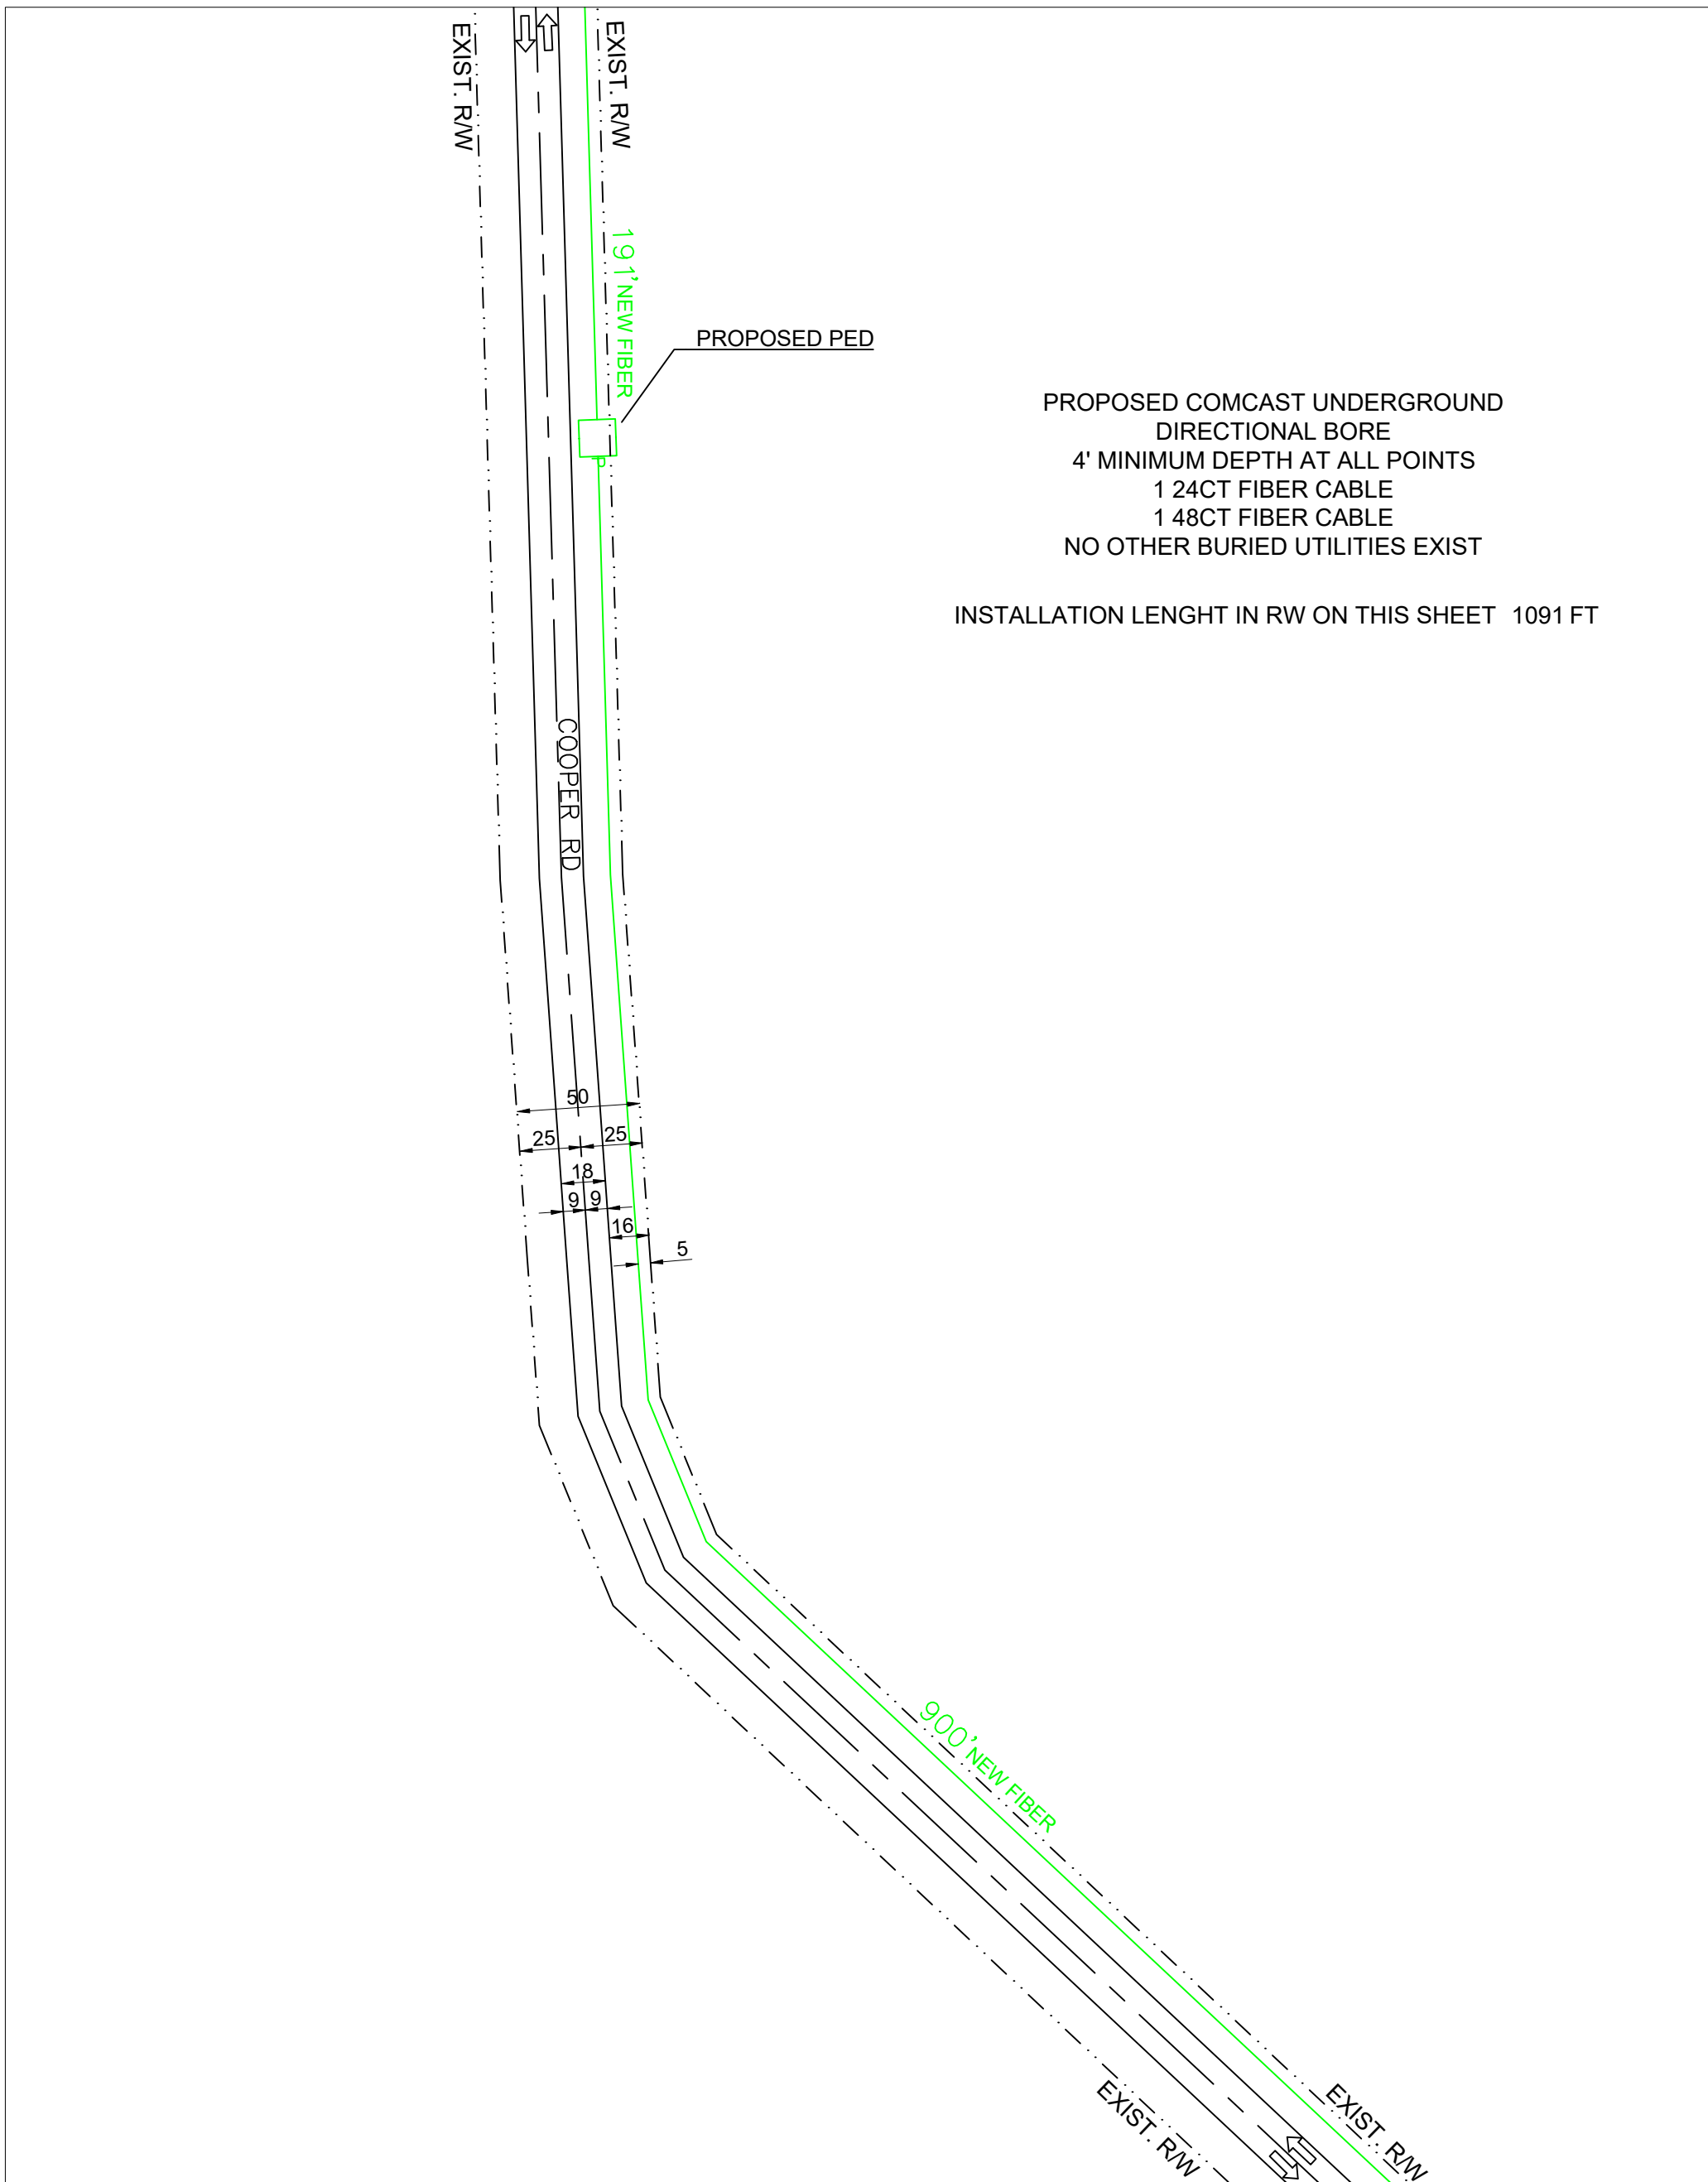 EXIST. R/W
EXIST. R/W
191' NEW FIBER
PROPOSED PED
P
PROPOSED COMCAST UNDERGROUND
DIRECTIONAL BORE
4' MINIMUM DEPTH AT ALL POINTS
1 24CT FIBER CABLE
1 48CT FIBER CABLE
NO OTHER BURIED UTILITIES EXIST
INSTALLATION LENGHT IN RW ON THIS SHEET 1091 FT
COOPER RD
50
25 25
18
9 9
16
5
900' NEW FIBER
EXIST. R/W
EXIST. R/W